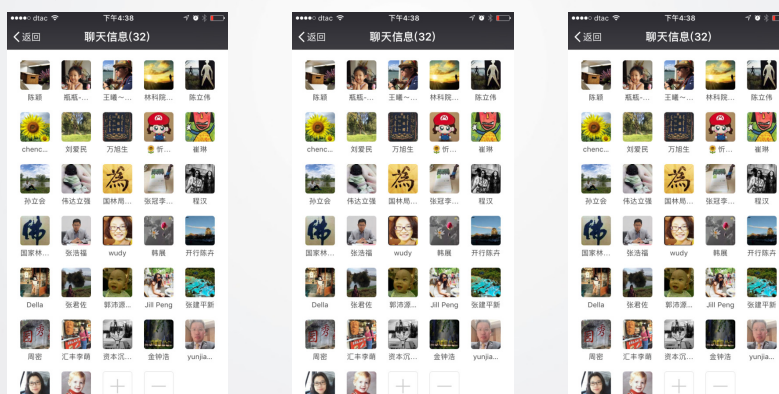 dtac 下午4:38
返回 聊天信息(32)
陈颖 瓶瓶-... 王曦～... 林科院... 陈立伟
chenc... 刘爱民 万旭生 忻... 崔琳
孙立会 伟达立强 国林局... 张冠李... 程汉
国家林... 张浩福 wudy 韩展 开行陈卉
Della 张君佐 郭沛源... Jill Peng 张建平新
周密 汇丰李萌 资本沉... 金钟浩 yunjia...
dtac 下午4:38
返回 聊天信息(32)
陈颖 瓶瓶-... 王曦～... 林科院... 陈立伟
chenc... 刘爱民 万旭生 忻... 崔琳
孙立会 伟达立强 国林局... 张冠李... 程汉
国家林... 张浩福 wudy 韩展 开行陈卉
Della 张君佐 郭沛源... Jill Peng 张建平新
周密 汇丰李萌 资本沉... 金钟浩 yunjia...
dtac 下午4:38
返回 聊天信息(32)
陈颖 瓶瓶-... 王曦～... 林科院... 陈立伟
chenc... 刘爱民 万旭生 忻... 崔琳
孙立会 伟达立强 国林局... 张冠李... 程汉
国家林... 张浩福 wudy 韩展 开行陈卉
Della 张君佐 郭沛源... Jill Peng 张建平新
周密 汇丰李萌 资本沉... 金钟浩 yunjia...